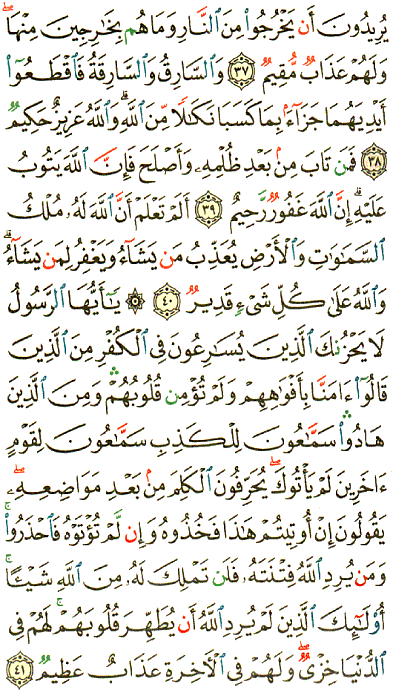 يُرِيدُونَ أَن يَخْرُجُوا۟ مِنَ ٱلنَّارِ وَمَا هُم بِخَٰرِجِينَ مِنْهَا ۖ
وَلَهُمْ عَذَابٌ مُّقِيمٌ ﴿٣٧﴾ وَٱلسَّارِقُ وَٱلسَّارِقَةُ فَٱقْطَعُوٓا۟
أَيْدِيَهُمَا جَزَآءًۢ بِمَا كَسَبَا نَكَٰلًا مِّنَ ٱللَّهِ ۗ وَٱللَّهُ عَزِيزٌ حَكِيمٌ
﴿٣٨﴾ فَمَن تَابَ مِنۢ بَعْدِ ظُلْمِهِۦ وَأَصْلَحَ فَإِنَّ ٱللَّهَ يَتُوبُ
عَلَيْهِ ۗ إِنَّ ٱللَّهَ غَفُورٌ رَّحِيمٌ ﴿٣٩﴾ أَلَمْ تَعْلَمْ أَنَّ ٱللَّهَ لَهُۥ مُلْكُ
ٱلسَّمَٰوَٰتِ وَٱلْأَرْضِ يُعَذِّبُ مَن يَشَآءُ وَيَغْفِرُ لِمَن يَشَآءُ ۗ
وَٱللَّهُ عَلَىٰ كُلِّ شَىْءٍ قَدِيرٌ ﴿٤٠﴾ ۞ يَٰٓأَيُّهَا ٱلرَّسُولُ
لَا يَحْزُنكَ ٱلَّذِينَ يُسَٰرِعُونَ فِى ٱلْكُفْرِ مِنَ ٱلَّذِينَ
قَالُوٓا۟ ءَامَنَّا بِأَفْوَٰهِهِمْ وَلَمْ تُؤْمِن قُلُوبُهُمْ ۛ وَمِنَ ٱلَّذِينَ
هَادُوا۟ ۛ سَمَّٰعُونَ لِلْكَذِبِ سَمَّٰعُونَ لِقَوْمٍ
ءَاخَرِينَ لَمْ يَأْتُوكَ ۖ يُحَرِّفُونَ ٱلْكَلِمَ مِنۢ بَعْدِ مَوَاضِعِهِۦ ۖ
يَقُولُونَ إِنْ أُوتِيتُمْ هَٰذَا فَخُذُوهُ وَإِن لَّمْ تُؤْتَوْهُ فَٱحْذَرُوا۟ ۚ
وَمَن يُرِدِ ٱللَّهُ فِتْنَتَهُۥ فَلَن تَمْلِكَ لَهُۥ مِنَ ٱللَّهِ شَيْـًٔا ۚ
أُو۟لَٰٓئِكَ ٱلَّذِينَ لَمْ يُرِدِ ٱللَّهُ أَن يُطَهِّرَ قُلُوبَهُمْ ۚ لَهُمْ فِى
ٱلدُّنْيَا خِزْىٌ ۖ وَلَهُمْ فِى ٱلْءَاخِرَةِ عَذَابٌ عَظِيمٌ ﴿٤١﴾